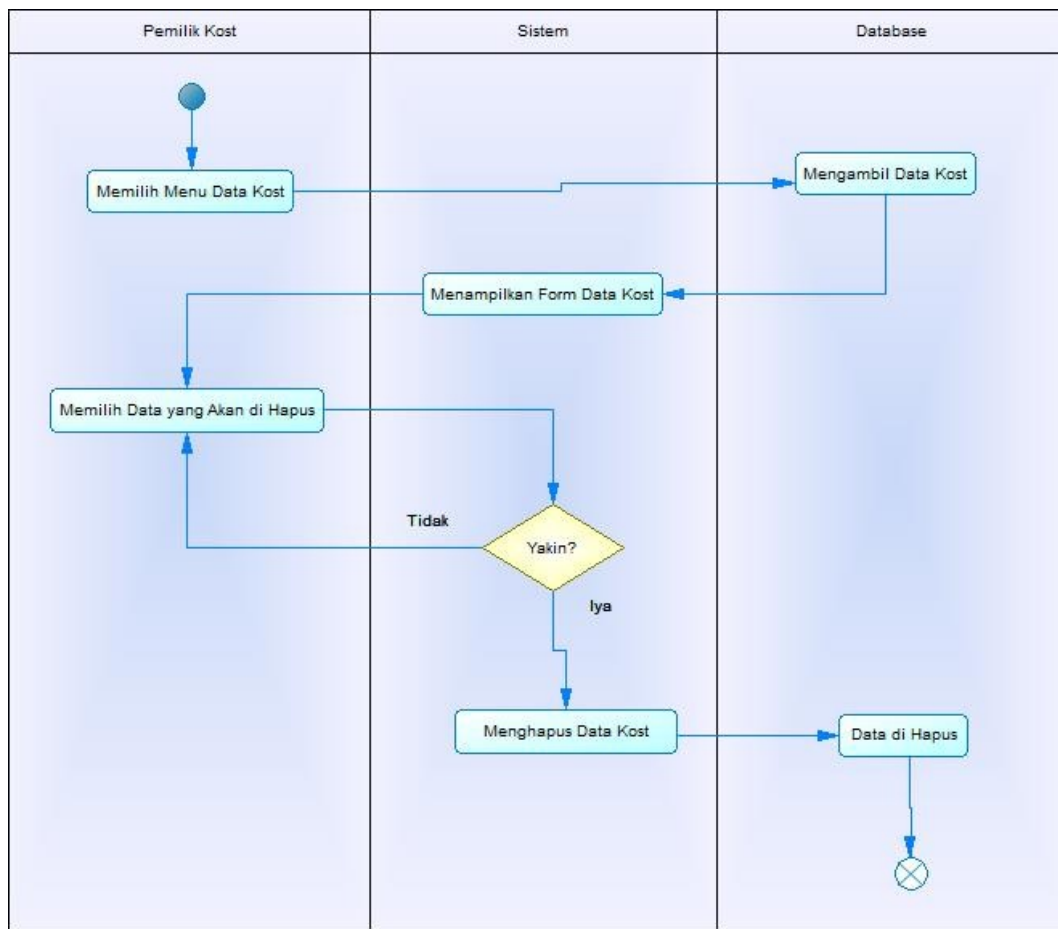 Pemilik Kost
Sistem
Database
Memilih Menu Data Kost
Mengambil Data Kost
Menampilkan Form Data Kost
Memilih Data yang Akan di Hapus
Tidak
Yakin?
Iya
Menghapus Data Kost
Data di Hapus